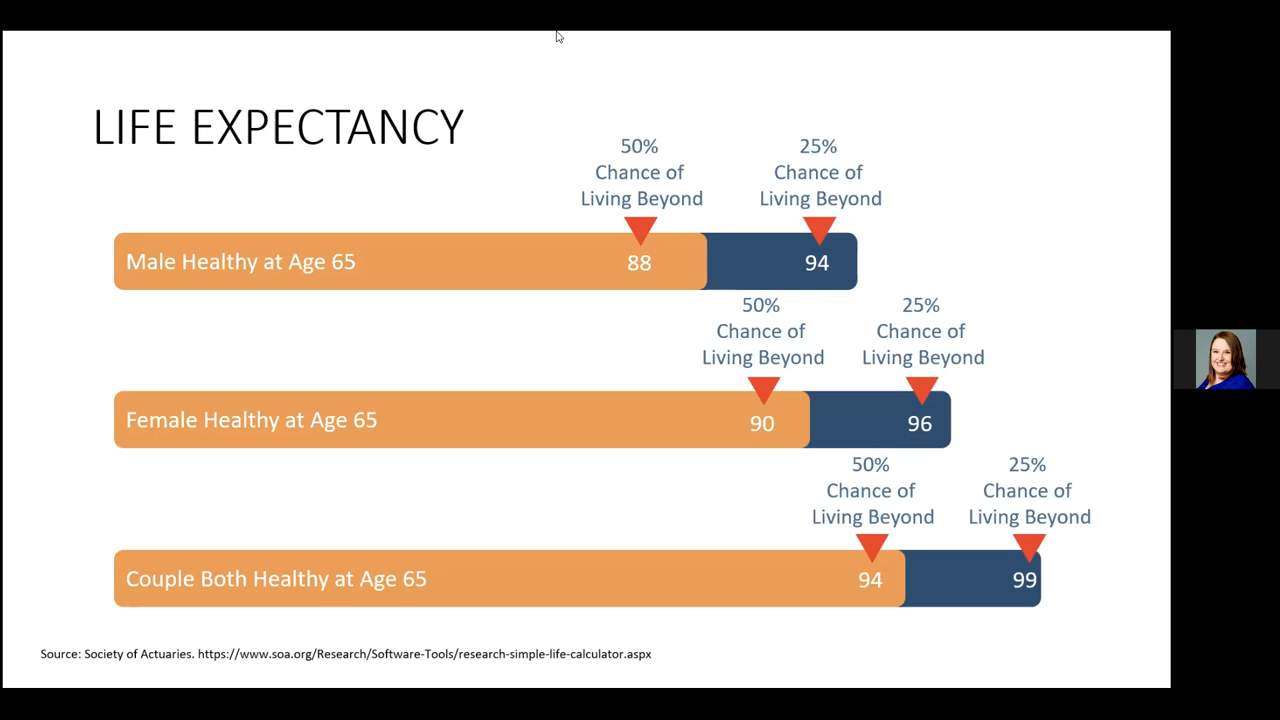 LIFE EXPECTANCY
50%
Chance of
Living Beyond
25%
Chance of
Living Beyond
Male Healthy at Age 65
88
94
50%
Chance of
Living Beyond
25%
Chance of
Living Beyond
Female Healthy at Age 65
90
96
50%
Chance of
Living Beyond
25%
Chance of
Living Beyond
Couple Both Healthy at Age 65
94
99
Source: Society of Actuaries. https://www.soa.org/Research/Software-Tools/research-simple-life-calculator.aspx